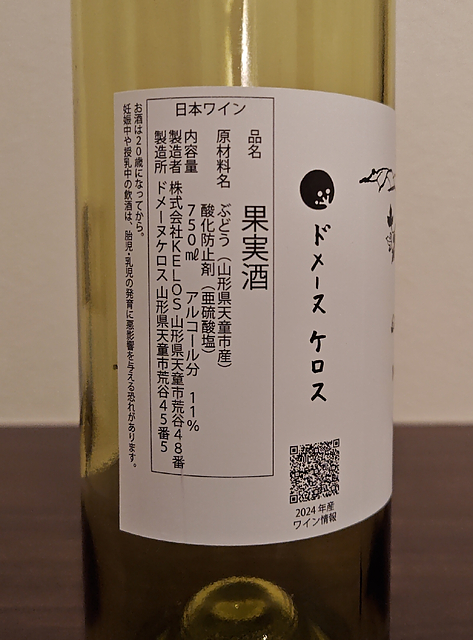 ドメーヌ ケロス
2024年産
ワイン情報
日本ワイン
品名 果実酒
原材料名 ぶどう（山形県天童市産）
酸化防止剤（亜硫酸塩）
内容量 750㎖ アルコール分 11%
製造者 株式会社KELOS 山形県天童市荒谷48番
製造所 ドメーヌケロス 山形県天童市荒谷45番5
お酒は20歳になってから。
妊娠中や授乳中の飲酒は、胎児・乳児の発育に悪影響を与える恐れがあります。